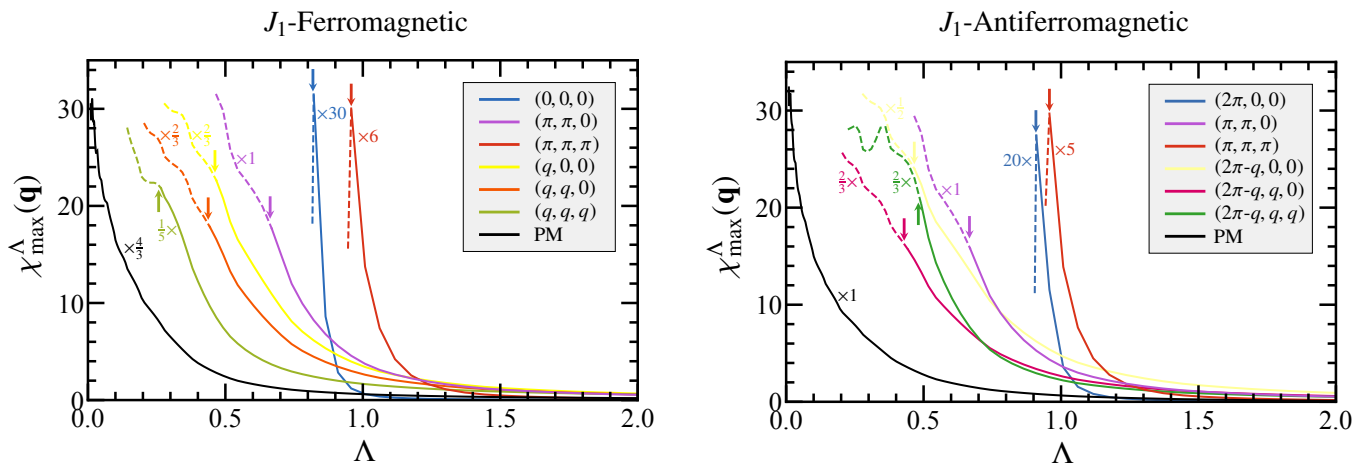 J₁-Ferromagnetic
χ^Λ_max(q)
30
20
10
0
0.0
0.5
1.0
1.5
2.0
Λ
×4/3
1/5×
×2/3
×2/3
×1
×30
×6
(0, 0, 0)
(π, π, 0)
(π, π, π)
(q, 0, 0)
(q, q, 0)
(q, q, q)
PM
J₁-Antiferromagnetic
χ^Λ_max(q)
30
20
10
0
0.0
0.5
1.0
1.5
2.0
Λ
×1
2/3×
2/3×
×1
20×
×5
(2π, 0, 0)
(π, π, 0)
(π, π, π)
(2π-q, 0, 0)
(2π-q, q, 0)
(2π-q, q, q)
PM